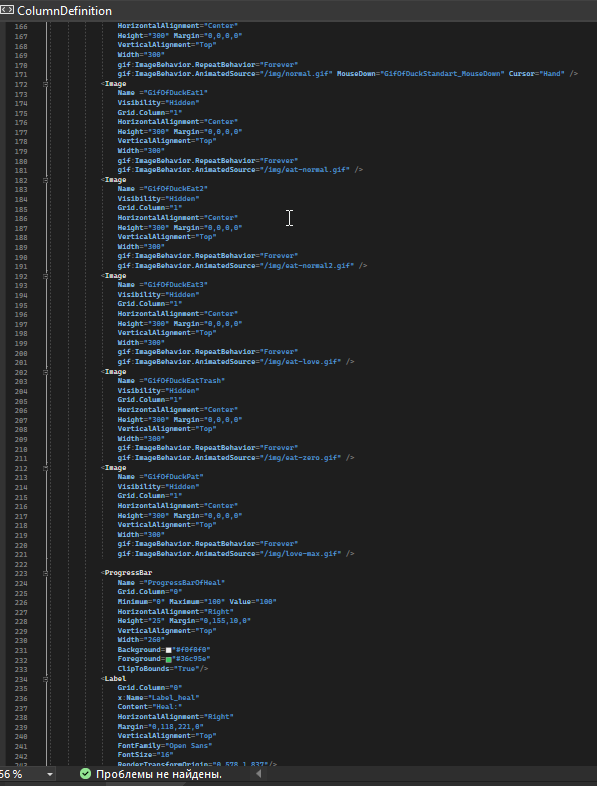 ColumnDefinition
166 HorizontalAlignment="Center"
167 Height="300" Margin="0,0,0,0"
168 VerticalAlignment="Top"
169 Width="300"
170 gif:ImageBehavior.RepeatBehavior="Forever"
171 gif:ImageBehavior.AnimatedSource="/img/normal.gif" MouseDown="GifOfDuckStandart_MouseDown" Cursor="Hand" />
172 <Image
173 Name ="GifOfDuckEat1"
174 Visibility="Hidden"
175 Grid.Column="1"
176 HorizontalAlignment="Center"
177 Height="300" Margin="0,0,0,0"
178 VerticalAlignment="Top"
179 Width="300"
180 gif:ImageBehavior.RepeatBehavior="Forever"
181 gif:ImageBehavior.AnimatedSource="/img/eat-normal.gif" />
182 <Image
183 Name ="GifOfDuckEat2"
184 Visibility="Hidden"
185 Grid.Column="1"
186 HorizontalAlignment="Center"
187 Height="300" Margin="0,0,0,0"
188 VerticalAlignment="Top"
189 Width="300"
190 gif:ImageBehavior.RepeatBehavior="Forever"
191 gif:ImageBehavior.AnimatedSource="/img/eat-normal2.gif" />
192 <Image
193 Name ="GifOfDuckEat3"
194 Visibility="Hidden"
195 Grid.Column="1"
196 HorizontalAlignment="Center"
197 Height="300" Margin="0,0,0,0"
198 VerticalAlignment="Top"
199 Width="300"
200 gif:ImageBehavior.RepeatBehavior="Forever"
201 gif:ImageBehavior.AnimatedSource="/img/eat-love.gif" />
202 <Image
203 Name ="GifOfDuckEatTrash"
204 Visibility="Hidden"
205 Grid.Column="1"
206 HorizontalAlignment="Center"
207 Height="300" Margin="0,0,0,0"
208 VerticalAlignment="Top"
209 Width="300"
210 gif:ImageBehavior.RepeatBehavior="Forever"
211 gif:ImageBehavior.AnimatedSource="/img/eat-zero.gif" />
212 <Image
213 Name ="GifOfDuckPat"
214 Visibility="Hidden"
215 Grid.Column="1"
216 HorizontalAlignment="Center"
217 Height="300" Margin="0,0,0,0"
218 VerticalAlignment="Top"
219 Width="300"
220 gif:ImageBehavior.RepeatBehavior="Forever"
221 gif:ImageBehavior.AnimatedSource="/img/love-max.gif" />
222
223 <ProgressBar
224 Name ="ProgressBarOfHeal"
225 Grid.Column="0"
226 Minimum="0" Maximum="100" Value="100"
227 HorizontalAlignment="Right"
228 Height="25" Margin="0,155,10,0"
229 VerticalAlignment="Top"
230 Width="260"
231 Background="#f0f0f0"
232 Foreground="#36c95e"
233 ClipToBounds="True"/>
234 <Label
235 Grid.Column="0"
236 x:Name="Label_heal"
237 Content="Heal:"
238 HorizontalAlignment="Right"
239 Margin="0,118,221,0"
240 VerticalAlignment="Top"
241 FontFamily="Open Sans"
242 FontSize="16"
243 RenderTransformOrigin="0.578,1.837"/>
56 % Проблемы не найдены.